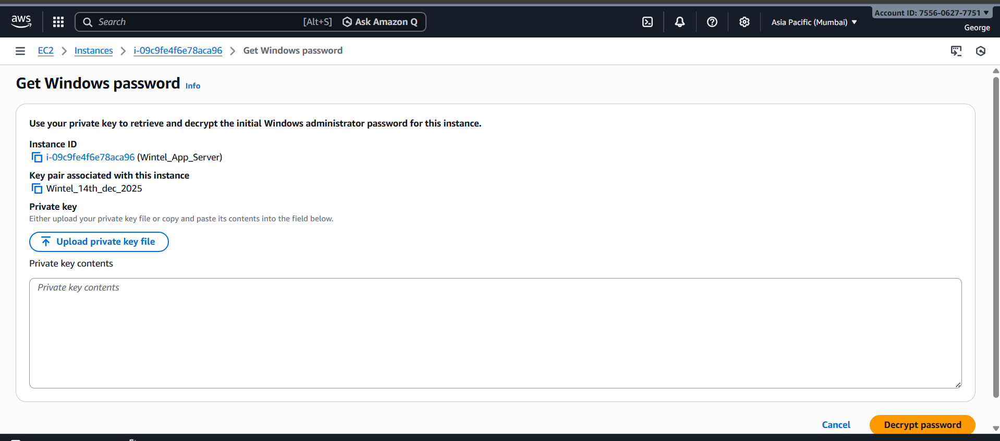 aws
Search [Alt+S] Ask Amazon Q
Asia Pacific (Mumbai) ▼
Account ID: 7556-0627-7751 ▼
George
EC2 > Instances > i-09c9fe4f6e78aca96 > Get Windows password
Get Windows password Info
Use your private key to retrieve and decrypt the initial Windows administrator password for this instance.
Instance ID
i-09c9fe4f6e78aca96 (Wintel_App_Server)
Key pair associated with this instance
Wintel_14th_dec_2025
Private key
Either upload your private key file or copy and paste its contents into the field below.
Upload private key file
Private key contents
Private key contents
Cancel Decrypt password